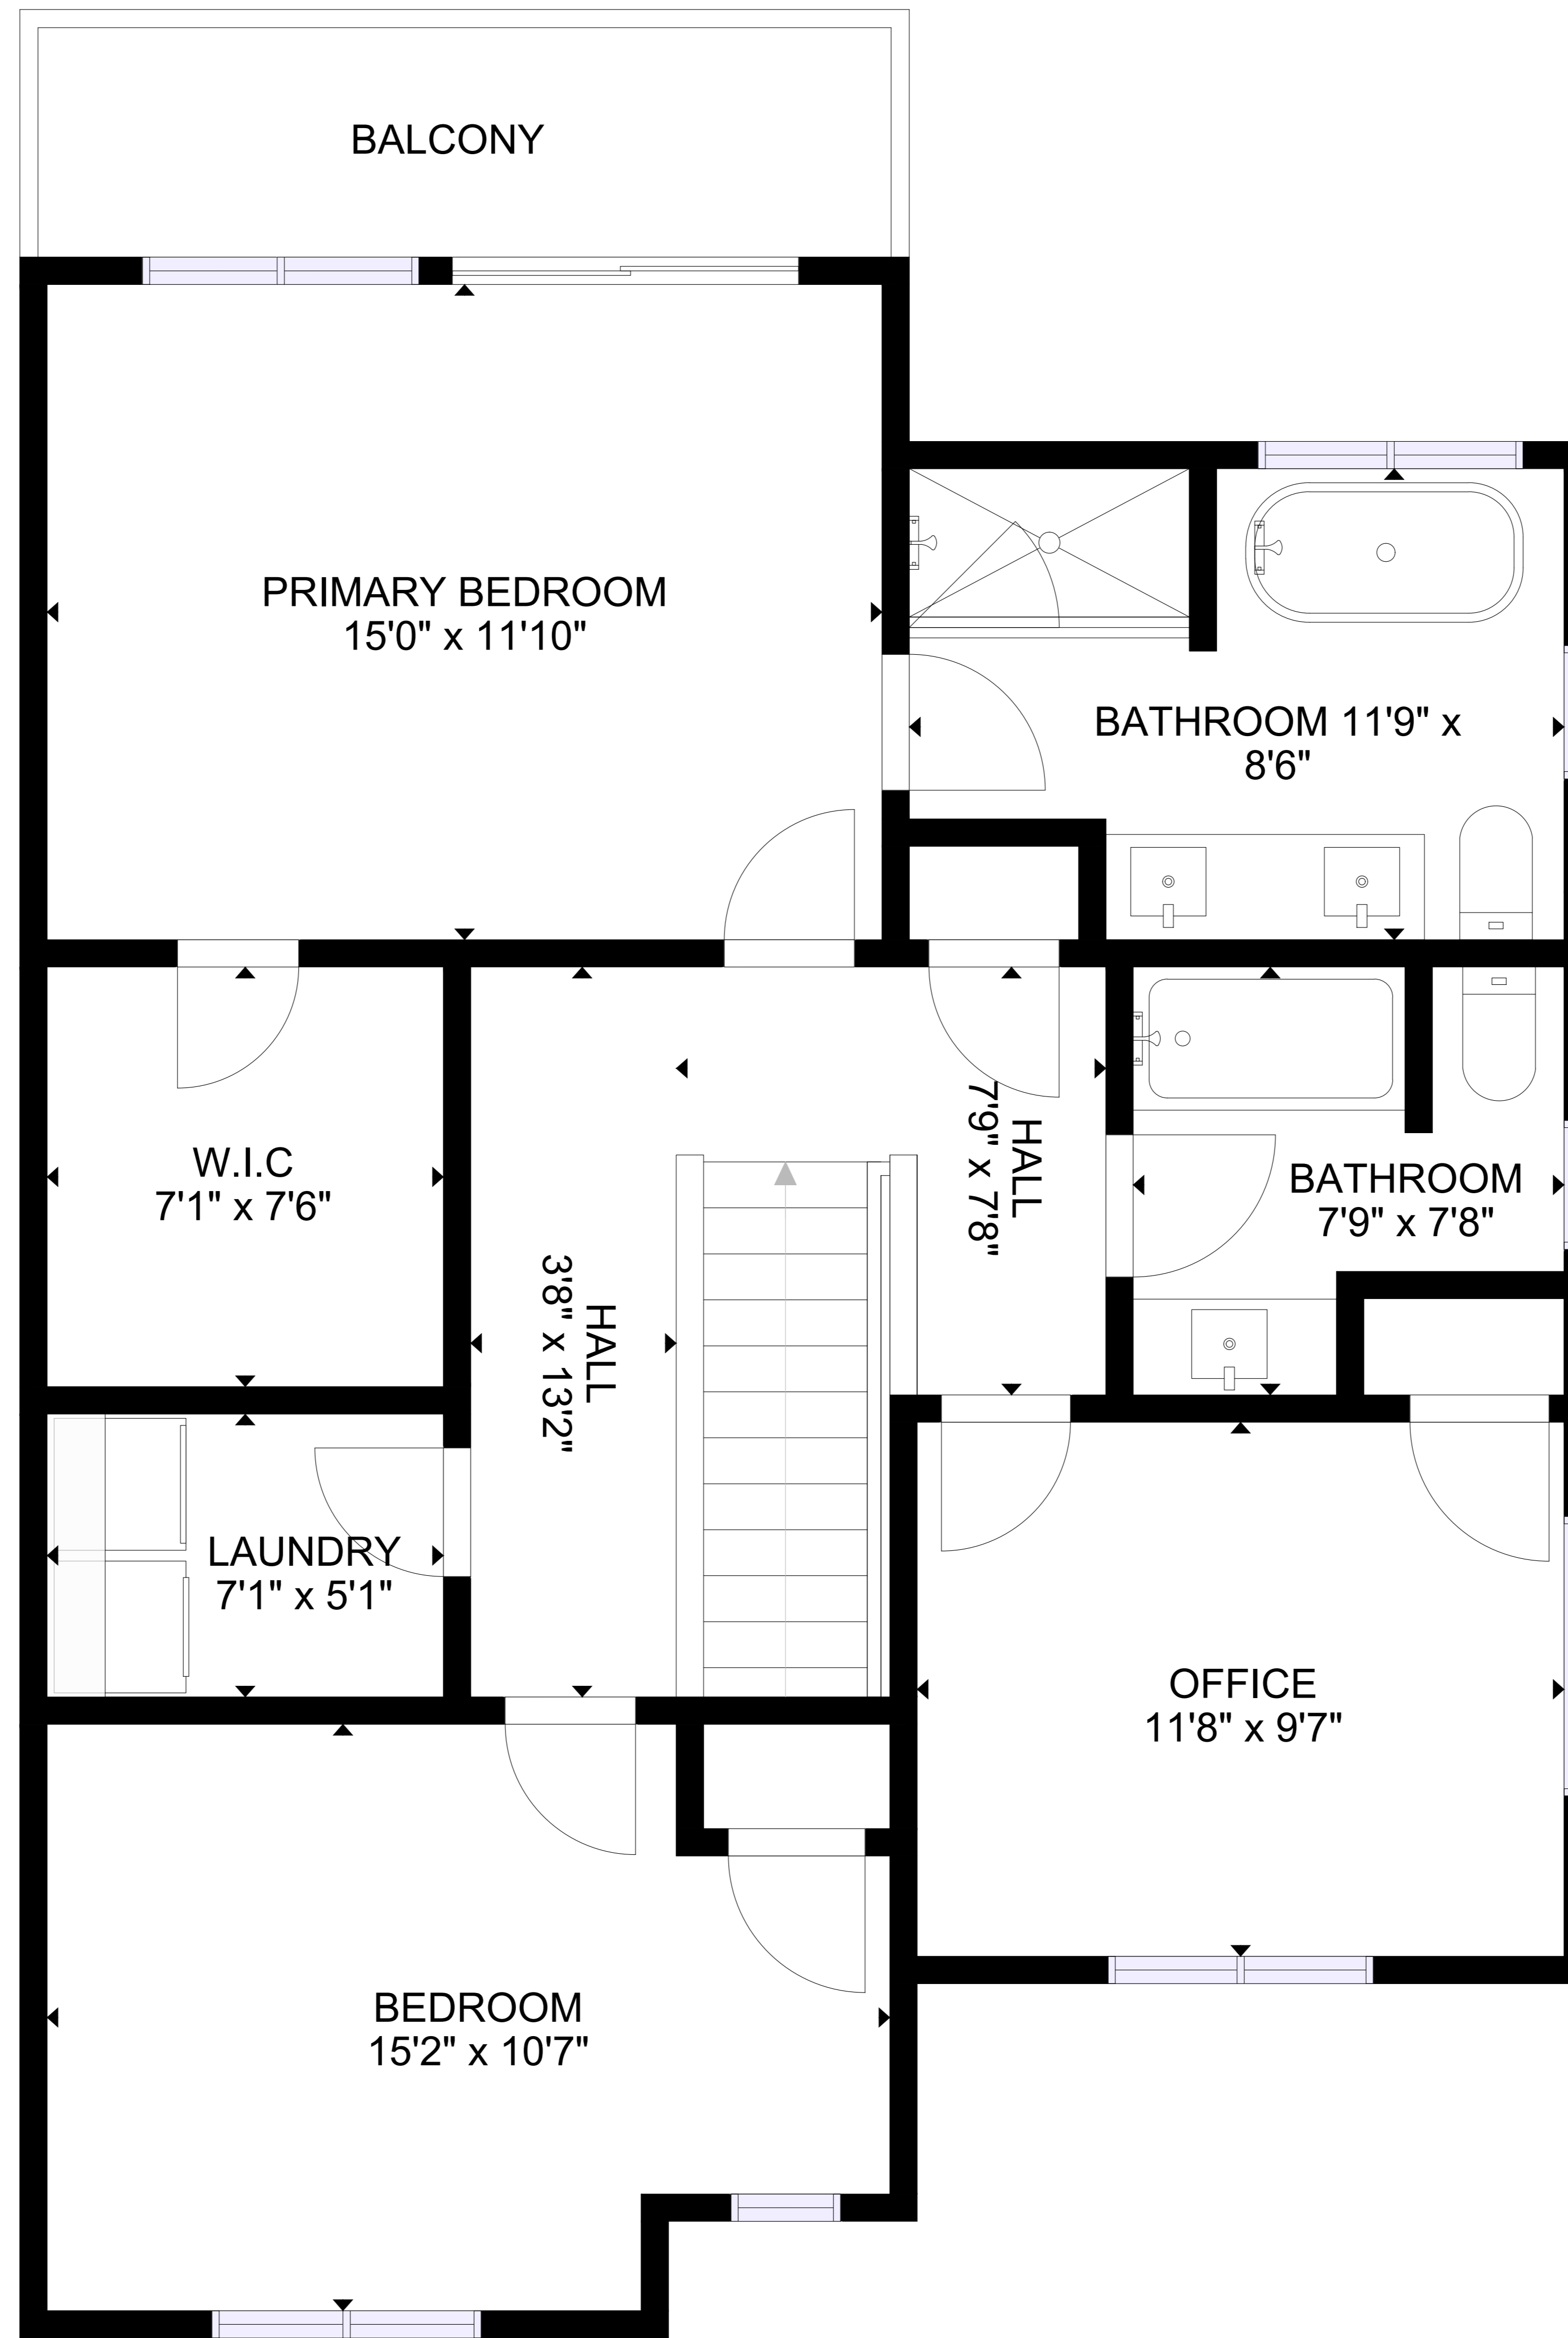 BALCONY
PRIMARY BEDROOM
15'0" x 11'10"
BATHROOM 11'9" x
8'6"
W.I.C
7'1" x 7'6"
HALL
7'9" x 7'8"
BATHROOM
7'9" x 7'8"
HALL
3'8" x 13'2"
LAUNDRY
7'1" x 5'1"
OFFICE
11'8" x 9'7"
BEDROOM
15'2" x 10'7"